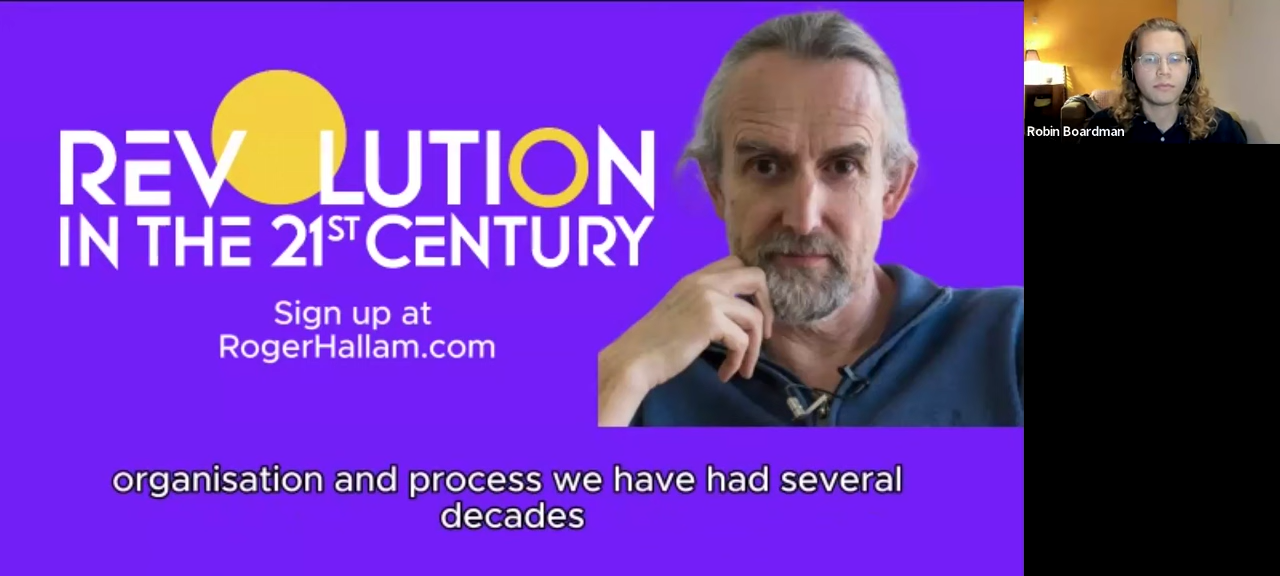 REVOLUTION
IN THE 21ST CENTURY
Sign up at
RogerHallam.com
organisation and process we have had several
decades
Robin Boardman